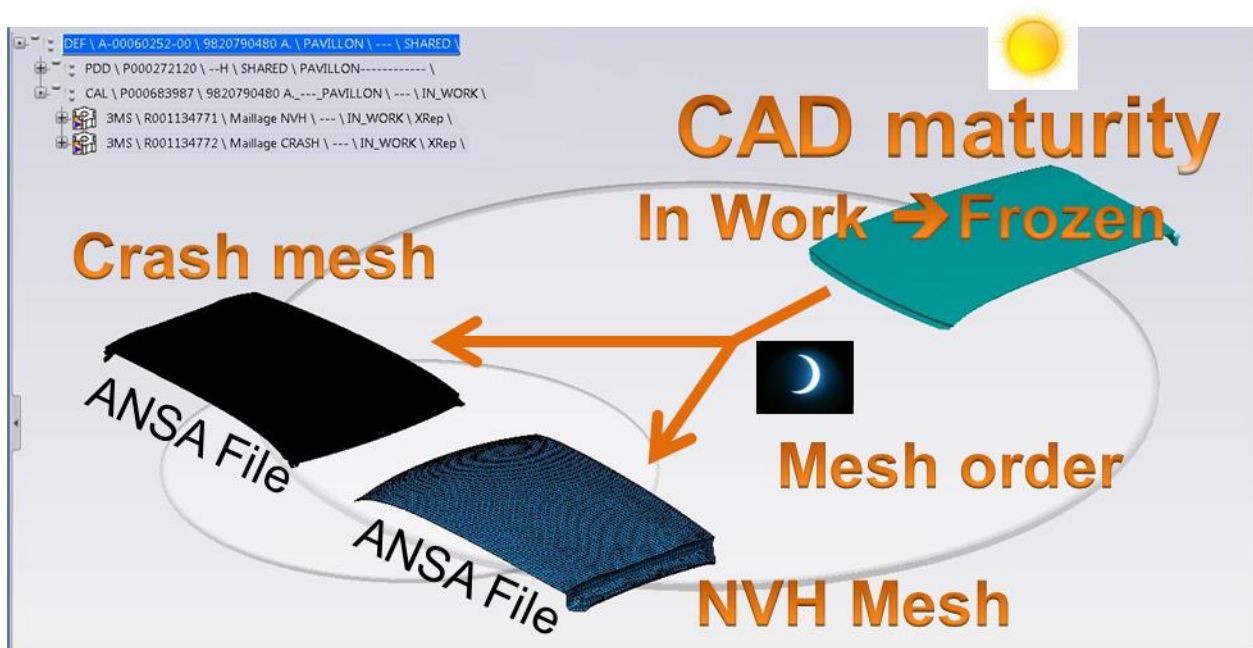 DEF \ A-00060252-00 \ 9820790480 A. \ PAVILLON \ --- \ SHARED \
PDD \ P000272120 \ --H \ SHARED \ PAVILLON------------ \
CAL \ P000683987 \ 9820790480 A._---_PAVILLON \ --- \ IN_WORK \
3MS \ R001134771 \ Maillage NVH \ --- \ IN_WORK \ XRep \
3MS \ R001134772 \ Maillage CRASH \ --- \ IN_WORK \ XRep \
CAD maturity
In Work ➔ Frozen
Crash mesh
ANSA File
Mesh order
ANSA File
NVH Mesh